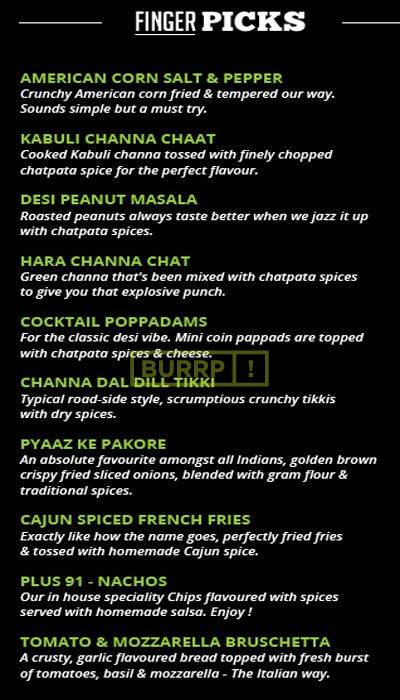 FINGER PICKS
AMERICAN CORN SALT & PEPPER
Crunchy American corn fried & tempered our way.
Sounds simple but a must try.
KABULI CHANNA CHAAT
Cooked Kabuli channa tossed with finely chopped
chatpata spice for the perfect flavour.
DESI PEANUT MASALA
Roasted peanuts always taste better when we jazz it up
with chatpata spices.
HARA CHANNA CHAT
Green channa that's been mixed with chatpata spices
to give you that explosive punch.
COCKTAIL POPPADAMS
For the classic desi vibe. Mini coin pappads are topped
with chatpata spices & cheese.
BURRP !
CHANNA DAL DILL TIKKI
Typical road-side style, scrumptious crunchy tikkis
with dry spices.
PYAAZ KE PAKORE
An absolute favourite amongst all Indians, golden brown
crispy fried sliced onions, blended with gram flour &
traditional spices.
CAJUN SPICED FRENCH FRIES
Exactly like how the name goes, perfectly fried fries
& tossed with homemade Cajun spice.
PLUS 91 - NACHOS
Our in house speciality Chips flavoured with spices
served with homemade salsa. Enjoy !
TOMATO & MOZZARELLA BRUSCHETTA
A crusty, garlic flavoured bread topped with fresh burst
of tomatoes, basil & mozzarella - The Italian way.